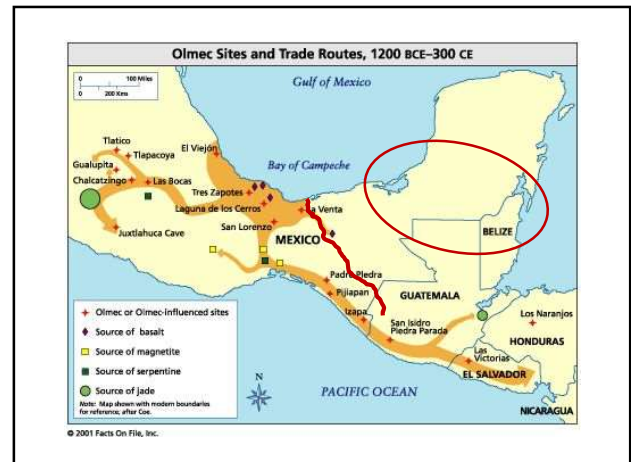 Olmec Sites and Trade Routes, 1200 BCE–300 CE
0 100 Miles
0 200 Kms
Gulf of Mexico
Tlatico
Tlapacoya
El Viejón
Gualupita
Bay of Campeche
Chalcatzingo
Las Bocas
Tres Zapotes
Laguna de los Cerros
La Venta
Juxtlahuca Cave
San Lorenzo
MEXICO
BELIZE
Padre Piedra
Pijiapan
GUATEMALA
Izapa
San Isidro
Piedra Parada
Los Naranjos
HONDURAS
Las
Victorias
EL SALVADOR
NICARAGUA
PACIFIC OCEAN
N
Olmec or Olmec-influenced sites
Source of basalt
Source of magnetite
Source of serpentine
Source of jade
Note: Map shown with modern boundaries
for reference; after Coe.
© 2001 Facts On File, Inc.